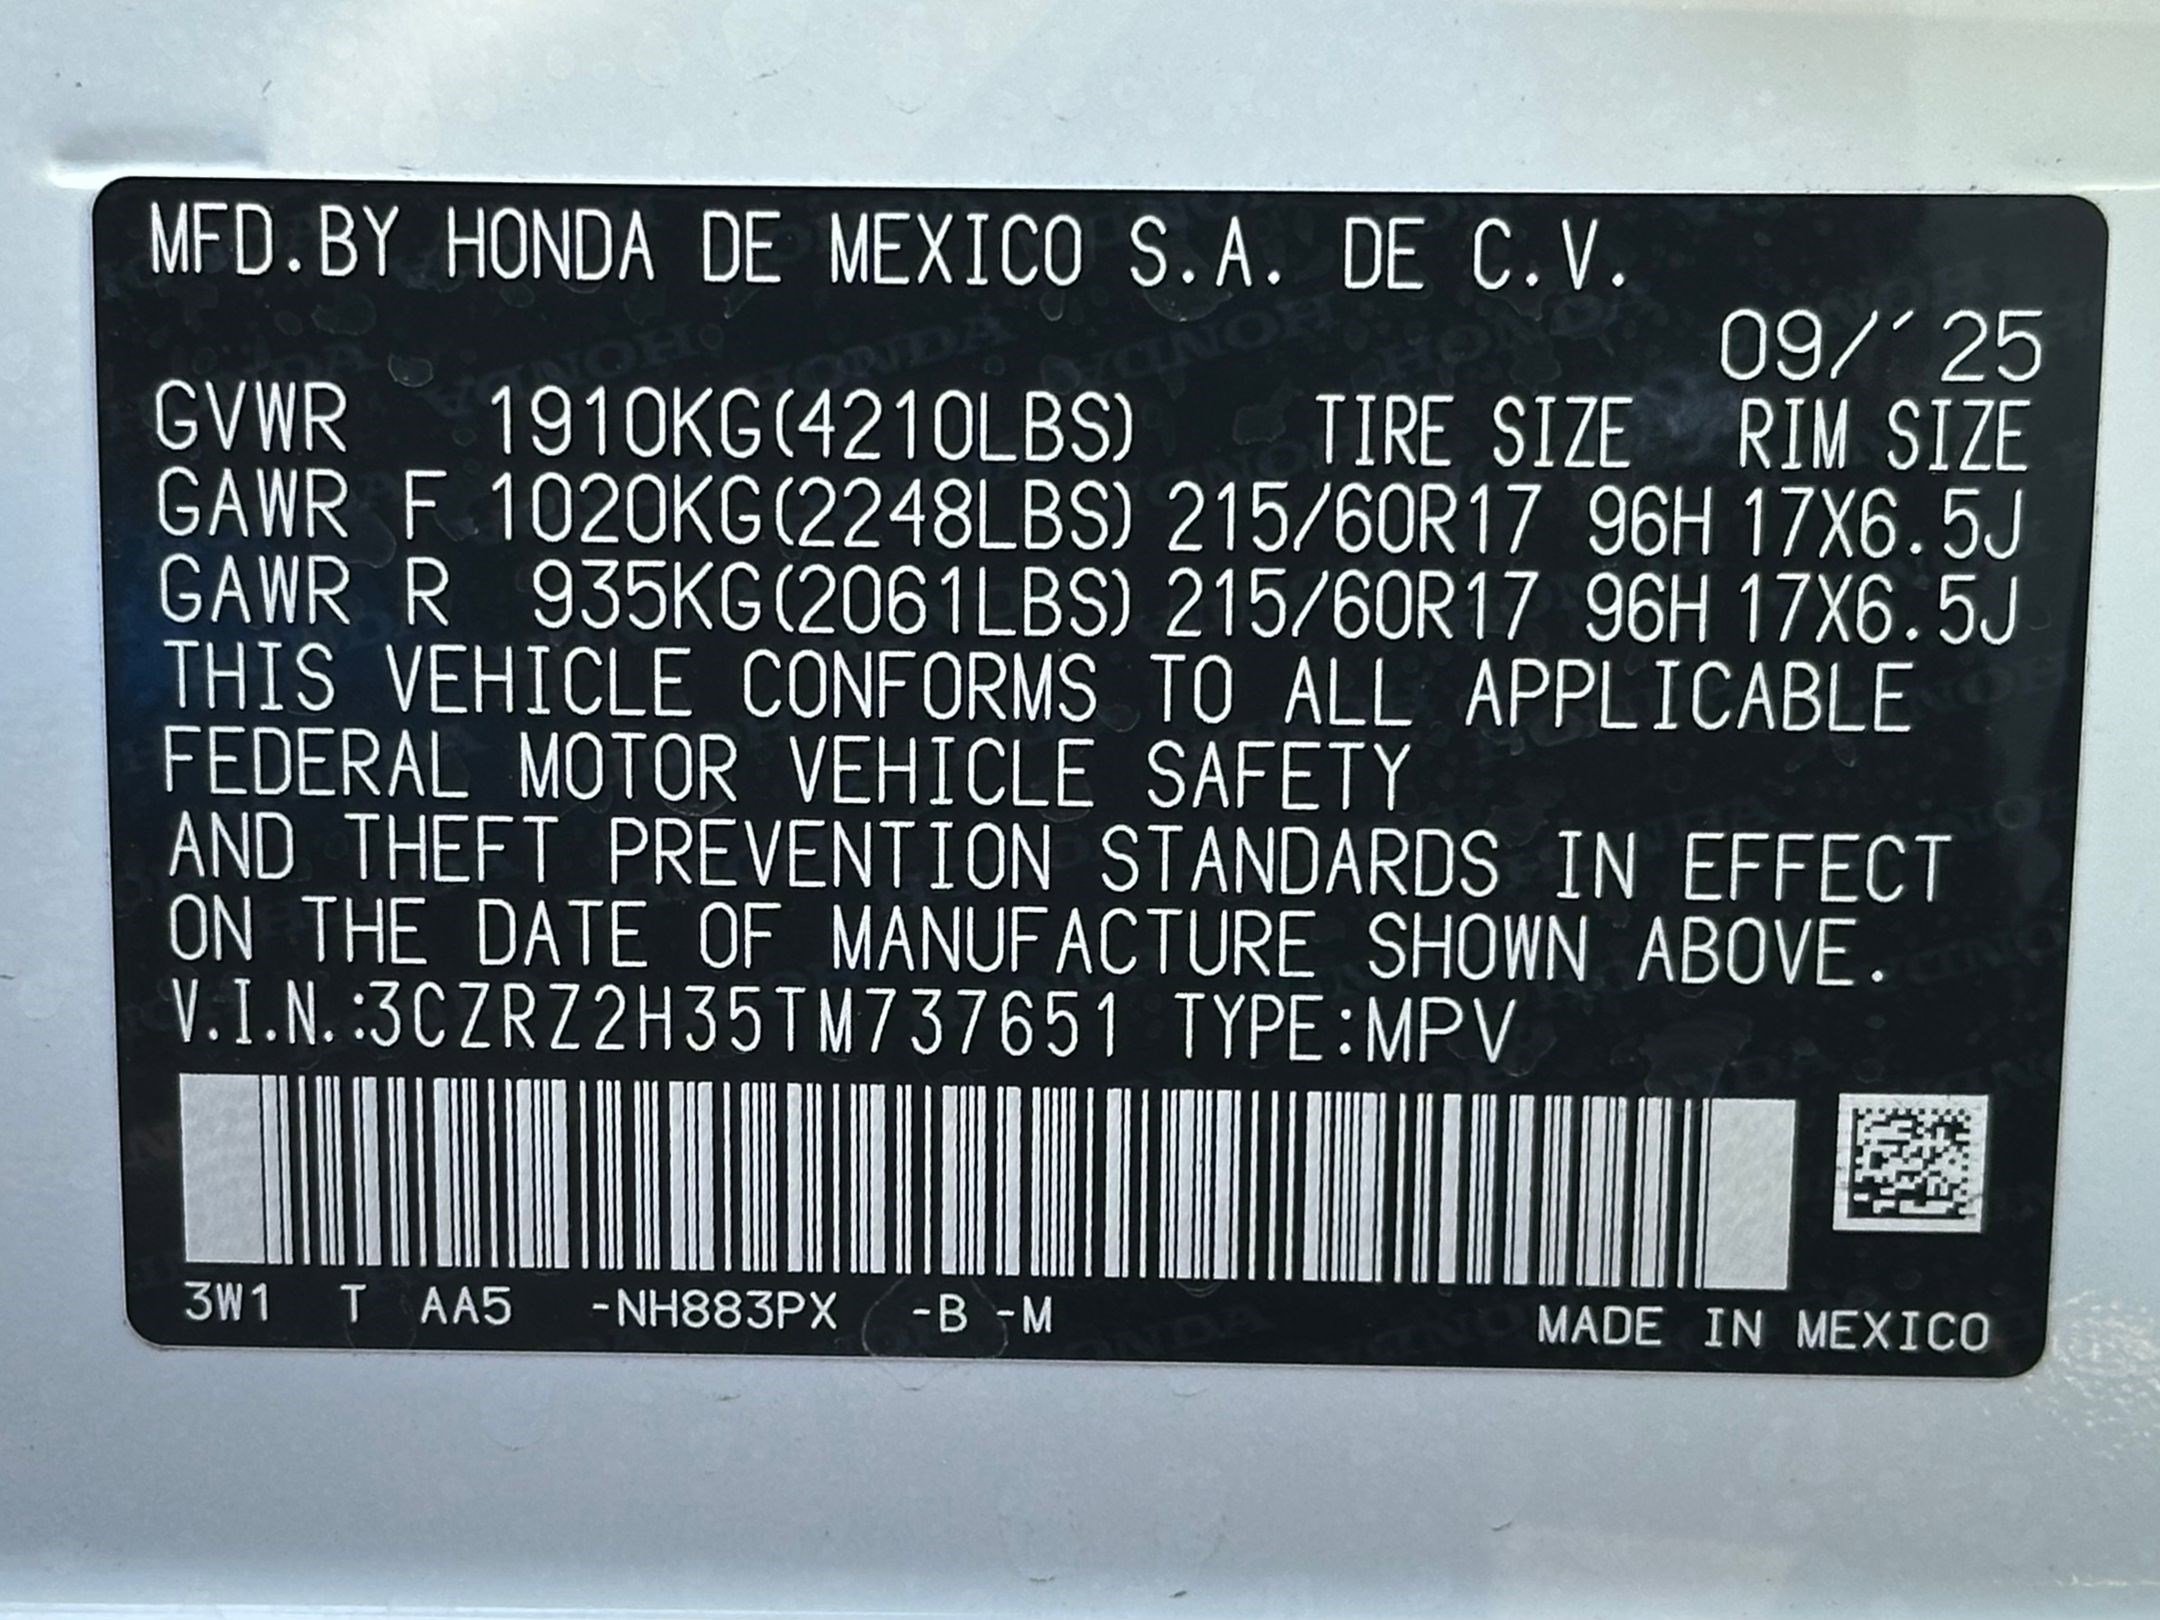 MFD.BY HONDA DE MEXICO S.A. DE C.V.
09/´25
GVWR 1910KG(4210LBS) TIRE SIZE RIM SIZE
GAWR F 1020KG(2248LBS) 215/60R17 96H 17X6.5J
GAWR R 935KG(2061LBS) 215/60R17 96H 17X6.5J
THIS VEHICLE CONFORMS TO ALL APPLICABLE
FEDERAL MOTOR VEHICLE SAFETY
AND THEFT PREVENTION STANDARDS IN EFFECT
ON THE DATE OF MANUFACTURE SHOWN ABOVE.
V.I.N.:3CZRZ2H35TM737651 TYPE:MPV
3W1 T AA5 -NH883PX -B -M MADE IN MEXICO